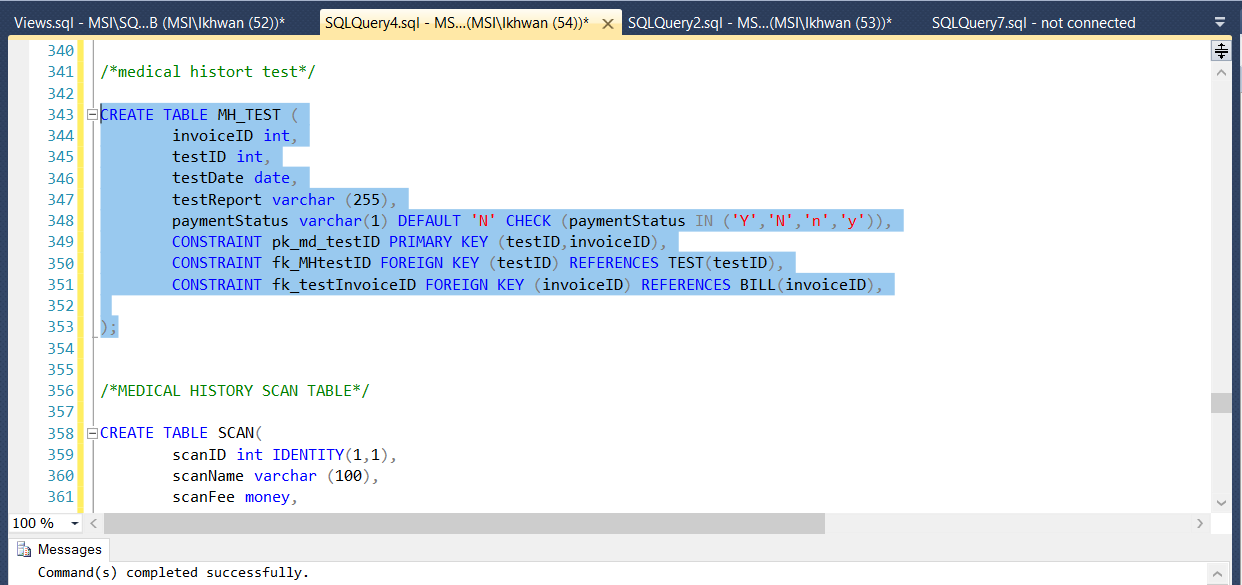 Views.sql - MSI\SQ...B (MSI\Ikhwan (52))* SQLQuery4.sql - MS...(MSI\Ikhwan (54))* SQLQuery2.sql - MS...(MSI\Ikhwan (53))* SQLQuery7.sql - not connected
340
341 /*medical histort test*/
342
343 CREATE TABLE MH_TEST (
344 invoiceID int,
345 testID int,
346 testDate date,
347 testReport varchar (255),
348 paymentStatus varchar(1) DEFAULT 'N' CHECK (paymentStatus IN ('Y','N','n','y')),
349 CONSTRAINT pk_md_testID PRIMARY KEY (testID,invoiceID),
350 CONSTRAINT fk_MHtestID FOREIGN KEY (testID) REFERENCES TEST(testID),
351 CONSTRAINT fk_testInvoiceID FOREIGN KEY (invoiceID) REFERENCES BILL(invoiceID),
352
353 );
354
355
356 /*MEDICAL HISTORY SCAN TABLE*/
357
358 CREATE TABLE SCAN(
359 scanID int IDENTITY(1,1),
360 scanName varchar (100),
361 scanFee money,
100 %
Messages
Command(s) completed successfully.